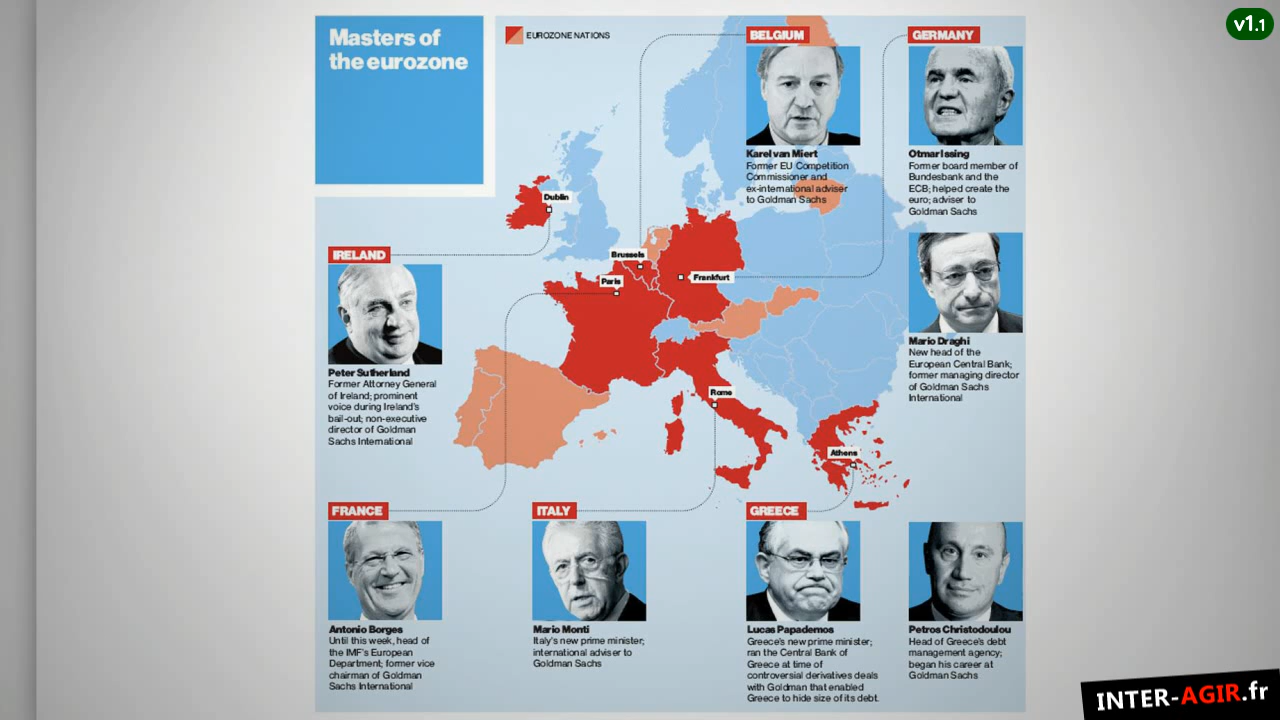 v1.1
Masters of
the eurozone
EUROZONE NATIONS
BELGIUM
Karel van Miert
Former EU Competition
Commissioner and
ex-international adviser
to Goldman Sachs
GERMANY
Otmar Issing
Former board member of
Bundesbank and the
ECB; helped create the
euro; adviser to
Goldman Sachs
Mario Draghi
New head of the
European Central Bank;
former managing director
of Goldman Sachs
International
Dublin
Brussels
Paris
Frankfurt
Rome
Athens
IRELAND
Peter Sutherland
Former Attorney General
of Ireland; prominent
voice during Ireland's
bail-out; non-executive
director of Goldman
Sachs International
FRANCE
Antonio Borges
Until this week, head of
the IMF's European
Department; former vice
chairman of Goldman
Sachs International
ITALY
Mario Monti
Italy's new prime minister;
international adviser to
Goldman Sachs
GREECE
Lucas Papademos
Greece's new prime minister;
ran the Central Bank of
Greece at time of
controversial derivatives deals
with Goldman that enabled
Greece to hide size of its debt.
Petros Christodoulou
Head of Greece's debt
management agency;
began his career at
Goldman Sachs
INTER-AGIR.fr